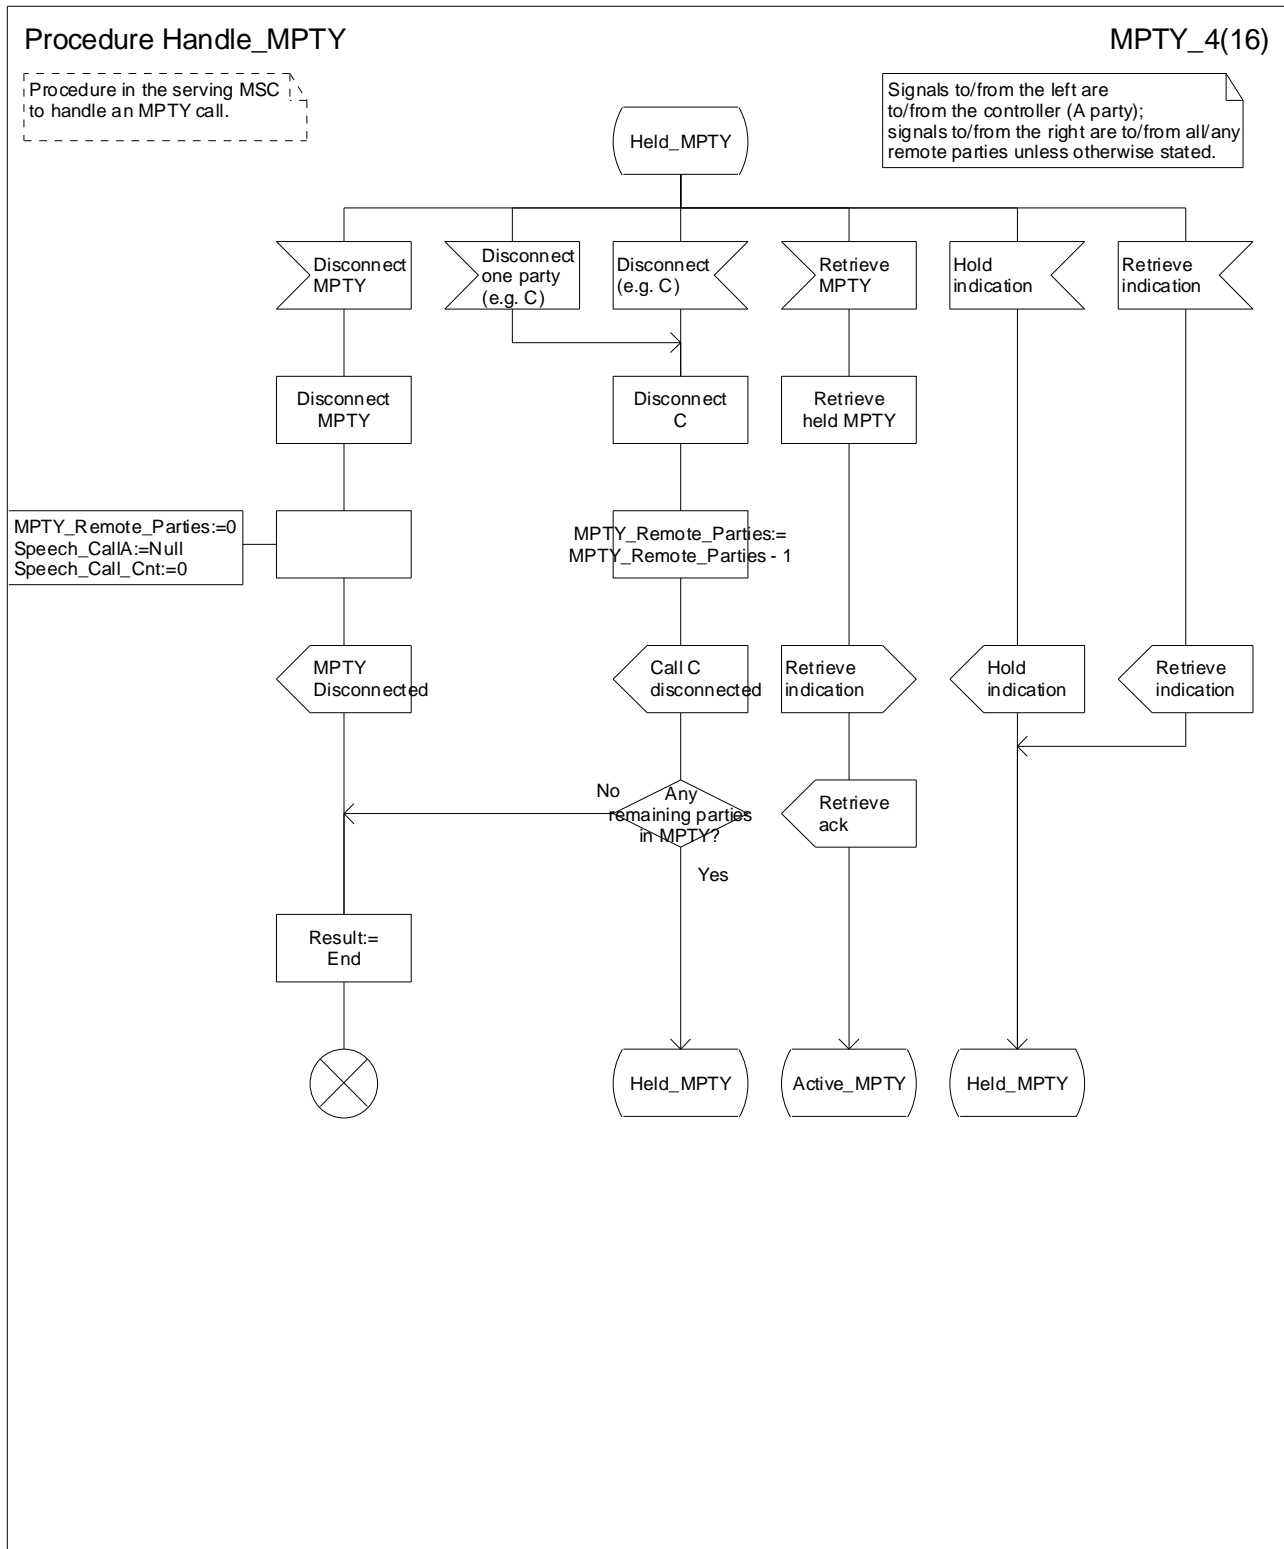 Procedure Handle_MPTY
MPTY_4(16)
Procedure in the serving MSC
to handle an MPTY call.
Signals to/from the left are
to/from the controller (A party);
signals to/from the right are to/from all/any
remote parties unless otherwise stated.
Held_MPTY
Disconnect
MPTY
Disconnect
one party
(e.g. C)
Disconnect
(e.g. C)
Retrieve
MPTY
Hold
indication
Retrieve
indication
Disconnect
MPTY
Disconnect
C
Retrieve
held MPTY
MPTY_Remote_Parties:=0
Speech_CallA:=Null
Speech_Call_Cnt:=0
MPTY_Remote_Parties:=
MPTY_Remote_Parties - 1
MPTY
Disconnected
Call C
disconnected
Retrieve
indication
Hold
indication
Retrieve
indication
No
Any
remaining parties
in MPTY?
Yes
Retrieve
ack
Result:=
End
Held_MPTY
Active_MPTY
Held_MPTY